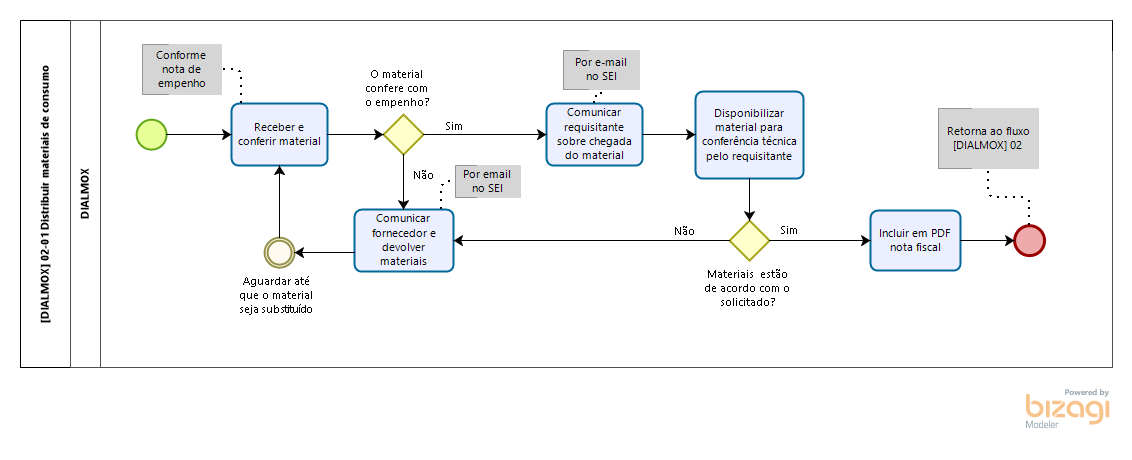 [DIALMOX] 02-01 Distribuir materiais de consumo
DIALMOX
Conforme
nota de
empenho
Receber e
conferir material
O material
confere com
o empenho?
Sim
Não
Por e-mail
no SEI
Comunicar
requisitante
sobre chegada
do material
Disponibilizar
material para
conferência técnica
pelo requisitante
Retorna ao fluxo
[DIALMOX] 02
Por email
no SEI
Comunicar
fornecedor e
devolver
materiais
Aguardar até
que o material
seja substituído
Não
Sim
Materiais estão
de acordo com o
solicitado?
Incluir em PDF
nota fiscal
Powered by
bizagi
Modeler